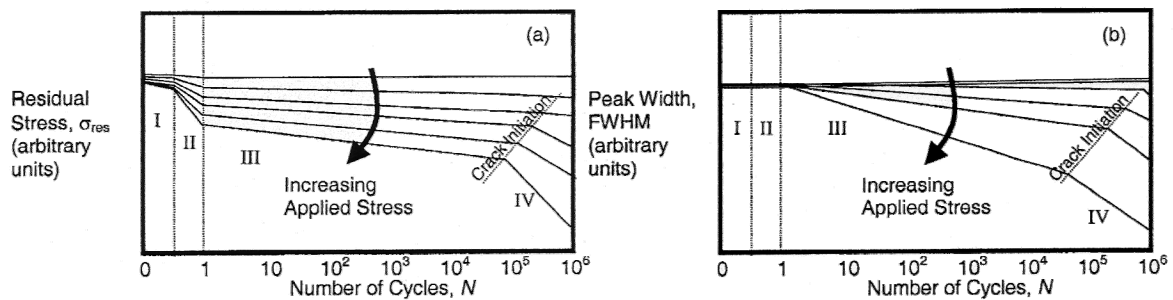 (a)
Residual
Stress, σres
(arbitrary
units)
I
II
III
IV
Crack Initiation
Increasing
Applied Stress
0 1 10 10² 10³ 10⁴ 10⁵ 10⁶
Number of Cycles, N
(b)
Peak Width,
FWHM
(arbitrary
units)
I
II
III
IV
Crack Initiation
Increasing
Applied Stress
0 1 10 10² 10³ 10⁴ 10⁵ 10⁶
Number of Cycles, N